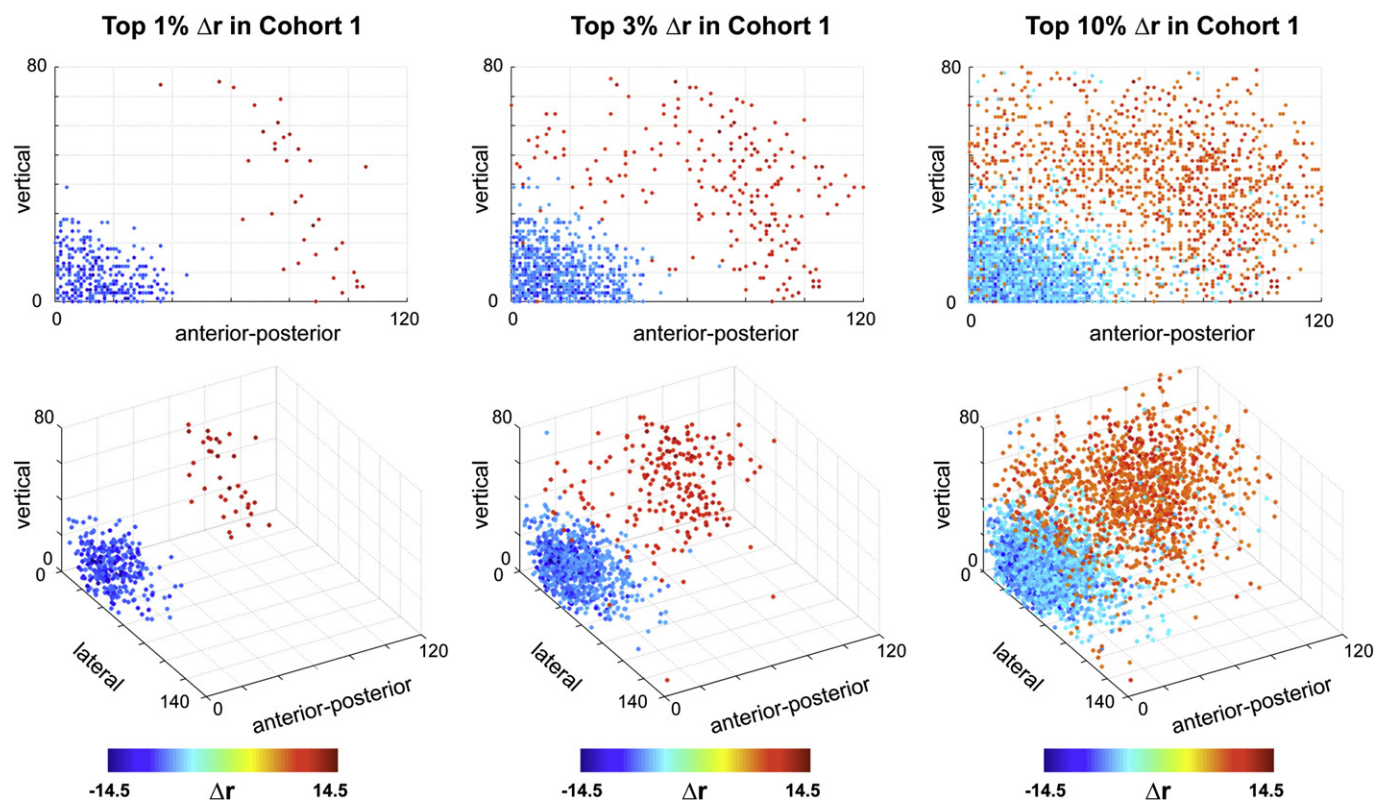 Top 1% Δr in Cohort 1
Top 3% Δr in Cohort 1
Top 10% Δr in Cohort 1
80
vertical
0
0
120
anterior-posterior
80
vertical
0
0
120
anterior-posterior
80
vertical
0
0
120
anterior-posterior
80
vertical
0
0
lateral
140
0
anterior-posterior
120
80
vertical
0
0
lateral
140
0
anterior-posterior
120
80
vertical
0
0
lateral
140
0
anterior-posterior
120
-14.5
Δr
14.5
-14.5
Δr
14.5
-14.5
Δr
14.5